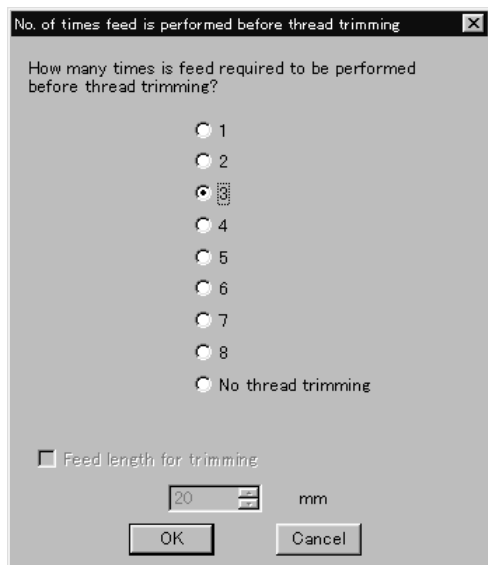 No. of times feed is performed before thread trimming
How many times is feed required to be performed
before thread trimming?
1
2
3
4
5
6
7
8
No thread trimming
Feed length for trimming
20 mm
OK Cancel